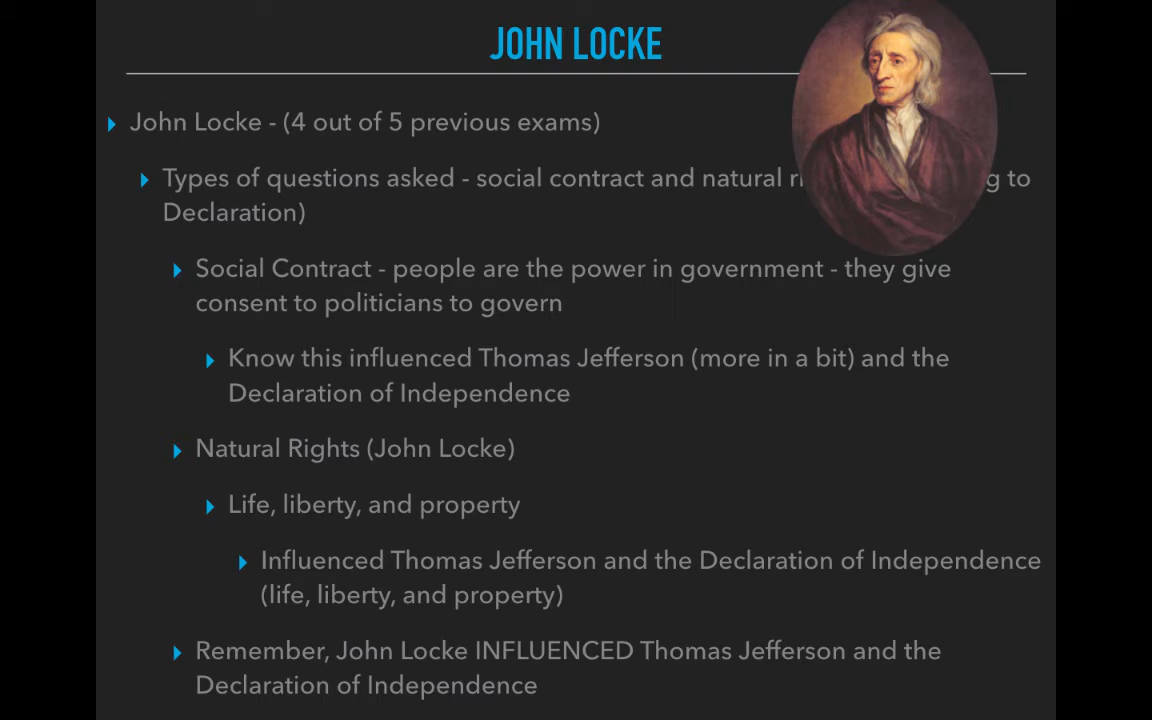 JOHN LOCKE
John Locke - (4 out of 5 previous exams)
Types of questions asked - social contract and natural
to
Declaration)
Social Contract - people are the power in government - they give
consent to politicians to govern
Know this influenced Thomas Jefferson (more in a bit) and the
Declaration of Independence
Natural Rights (John Locke)
Life, liberty, and property
Influenced Thomas Jefferson and the Declaration of Independence
(life, liberty, and property)
Remember, John Locke INFLUENCED Thomas Jefferson and the
Declaration of Independence